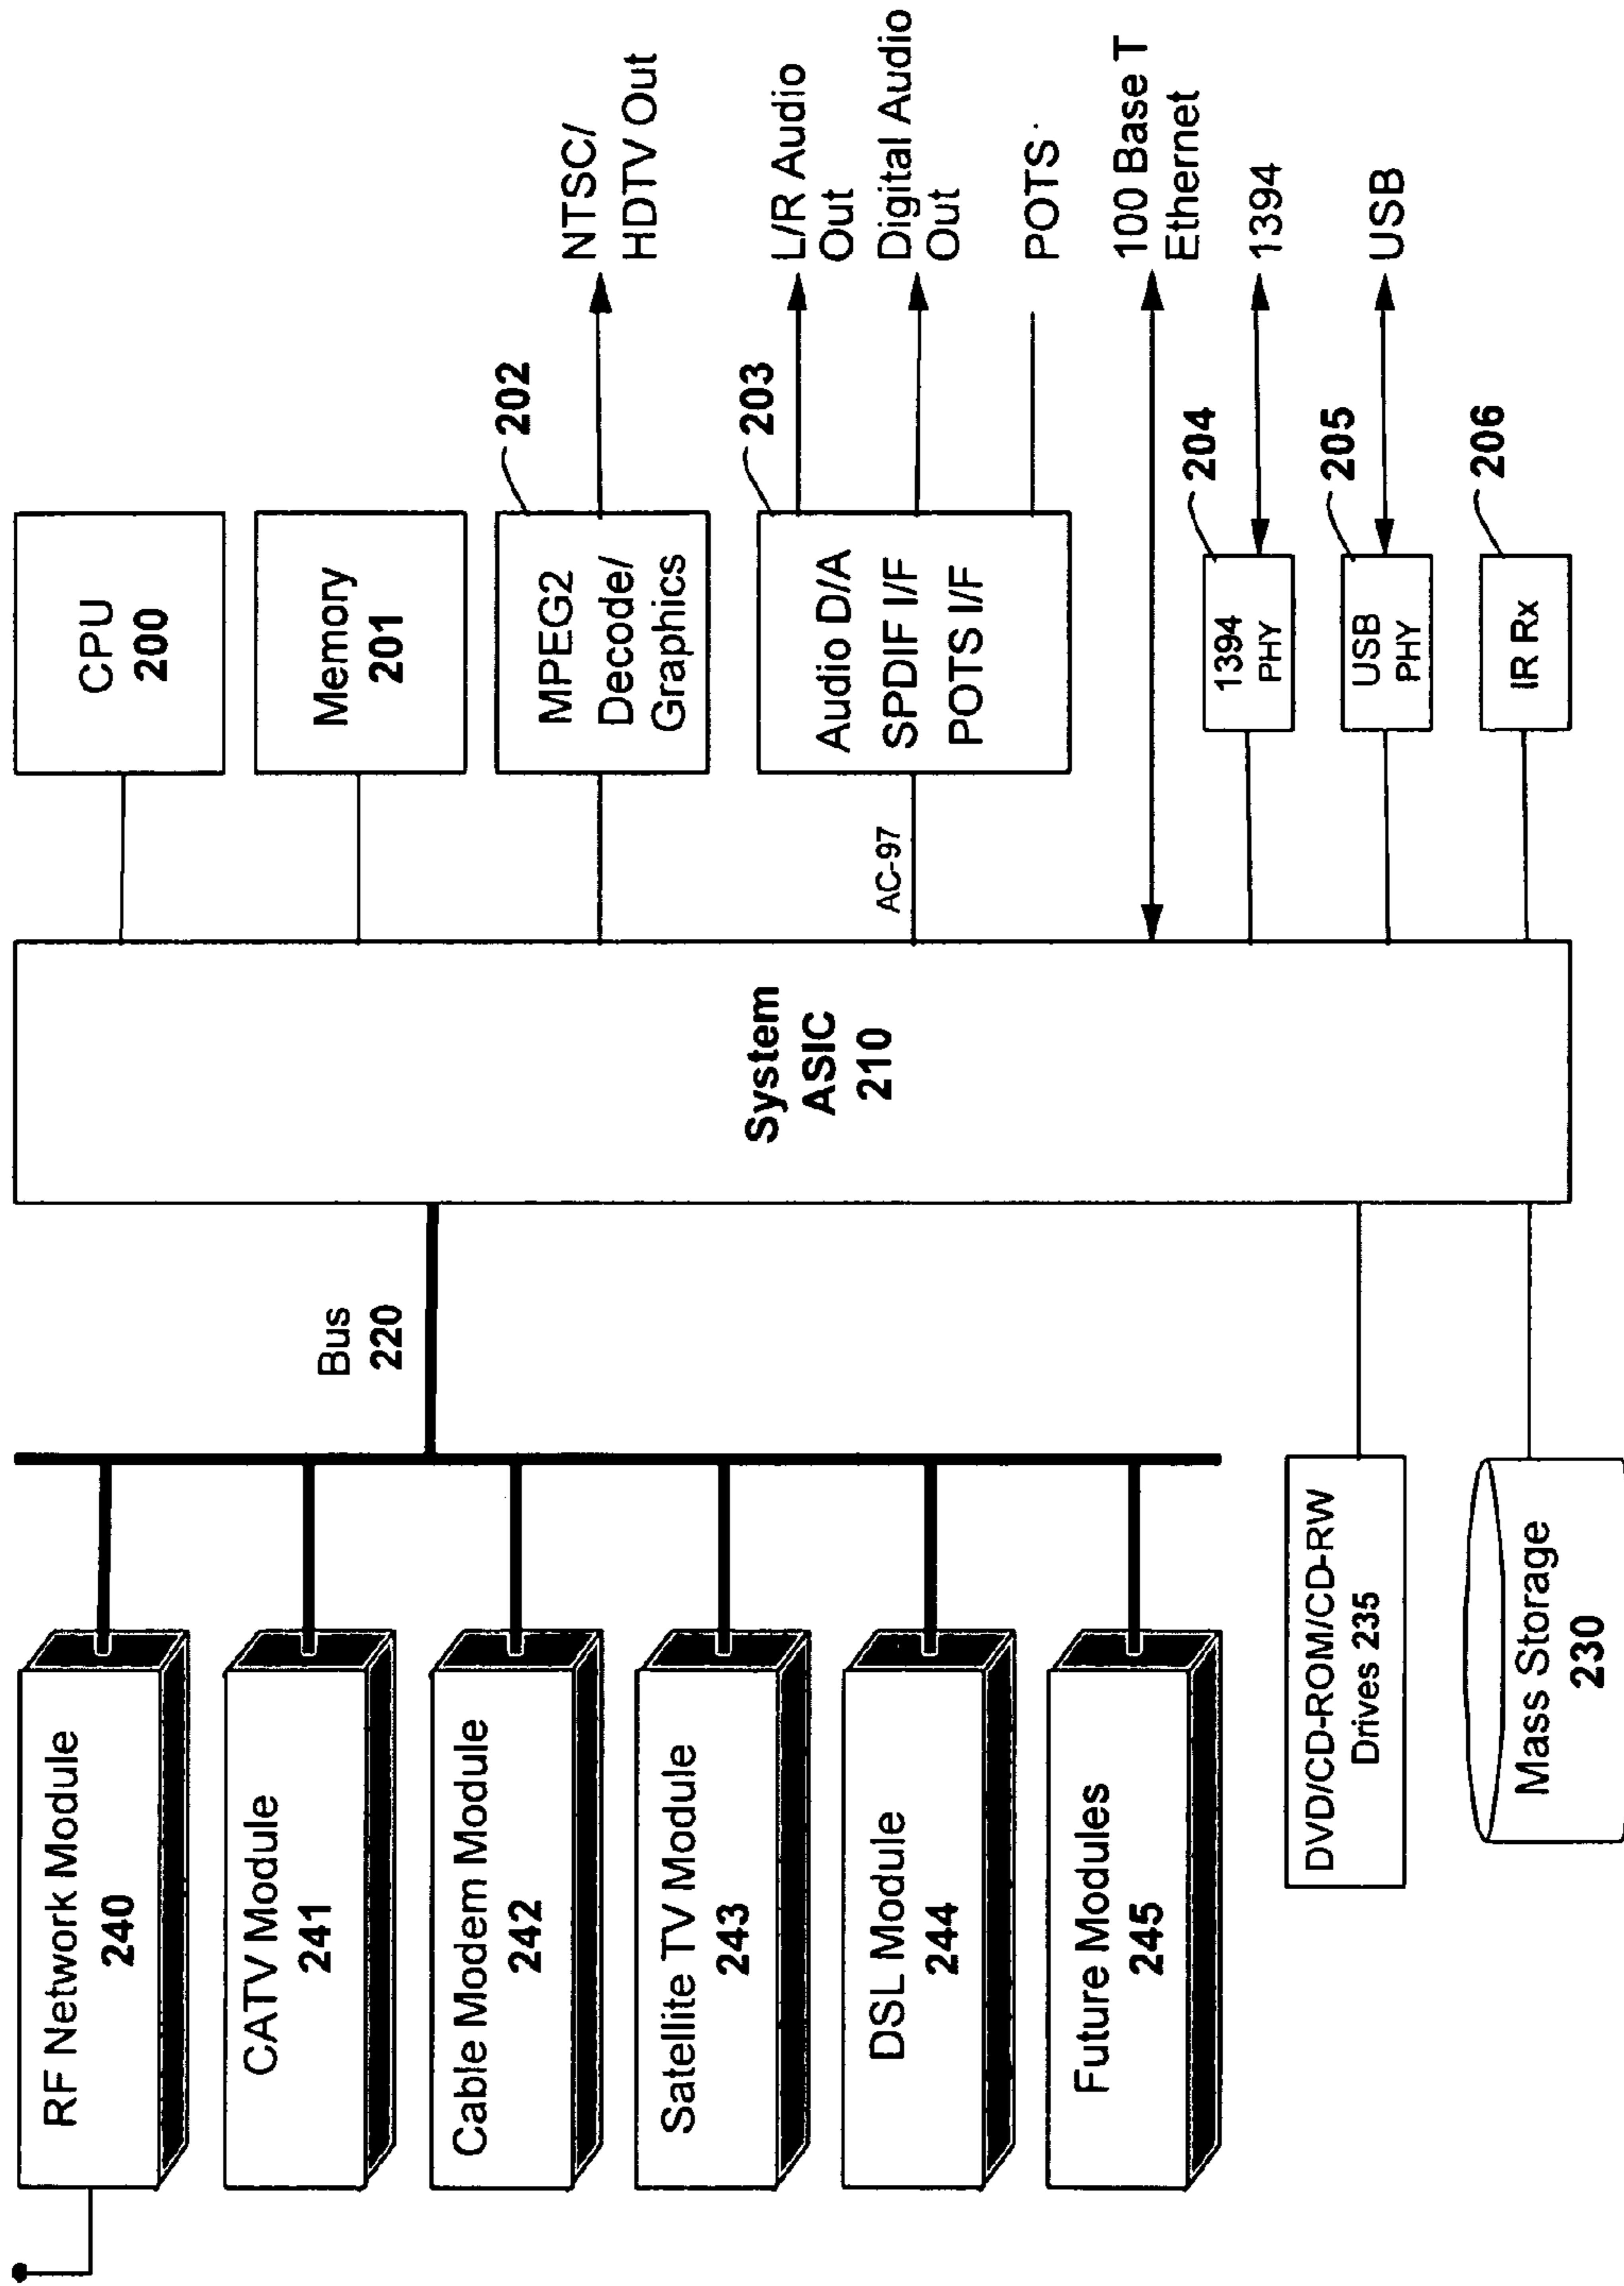 RF Network Module
240
CATV Module
241
Cable Modem Module
242
Satellite TV Module
243
DSL Module
244
Future Modules
245
DVD/CD-ROM/CD-RW
Drives 235
Mass Storage
230
Bus
220
System
ASIC
210
CPU
200
Memory
201
MPEG2
Decode/
Graphics
202
NTSC/
HDTV Out
AC-97
Audio D/A
SPDIF I/F
POTS I/F
203
L/R Audio
Out
Digital Audio
Out
POTS
100 Base T
Ethernet
1394
PHY
204
1394
USB
PHY
205
USB
IR Rx
206